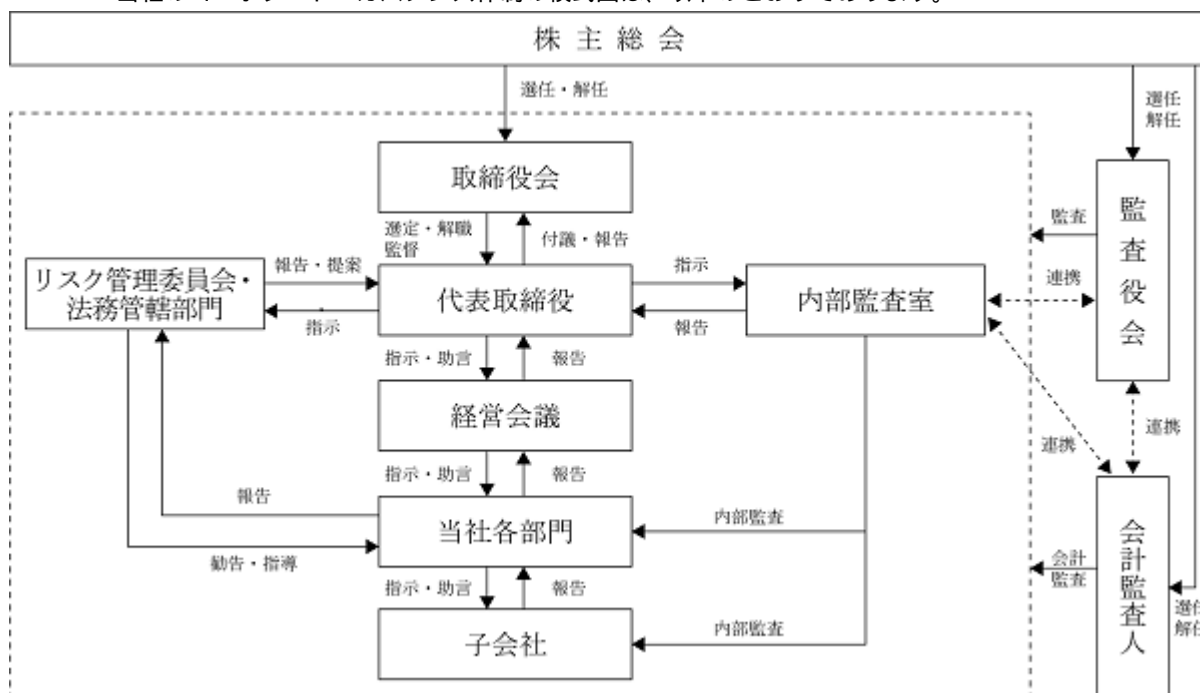 株主総会
選任・解任
選任
解任
取締役会
監査役会
選定・解職
監督
付議・報告
監査
リスク管理委員会・
法務管轄部門
報告・提案
指示
代表取締役
指示
報告
内部監査室
連携
指示・助言
報告
経営会議
連携
連携
指示・助言
報告
報告
当社各部門
内部監査
勧告・指導
会計監査人
会計
監査
選任
解任
指示・助言
報告
子会社
内部監査